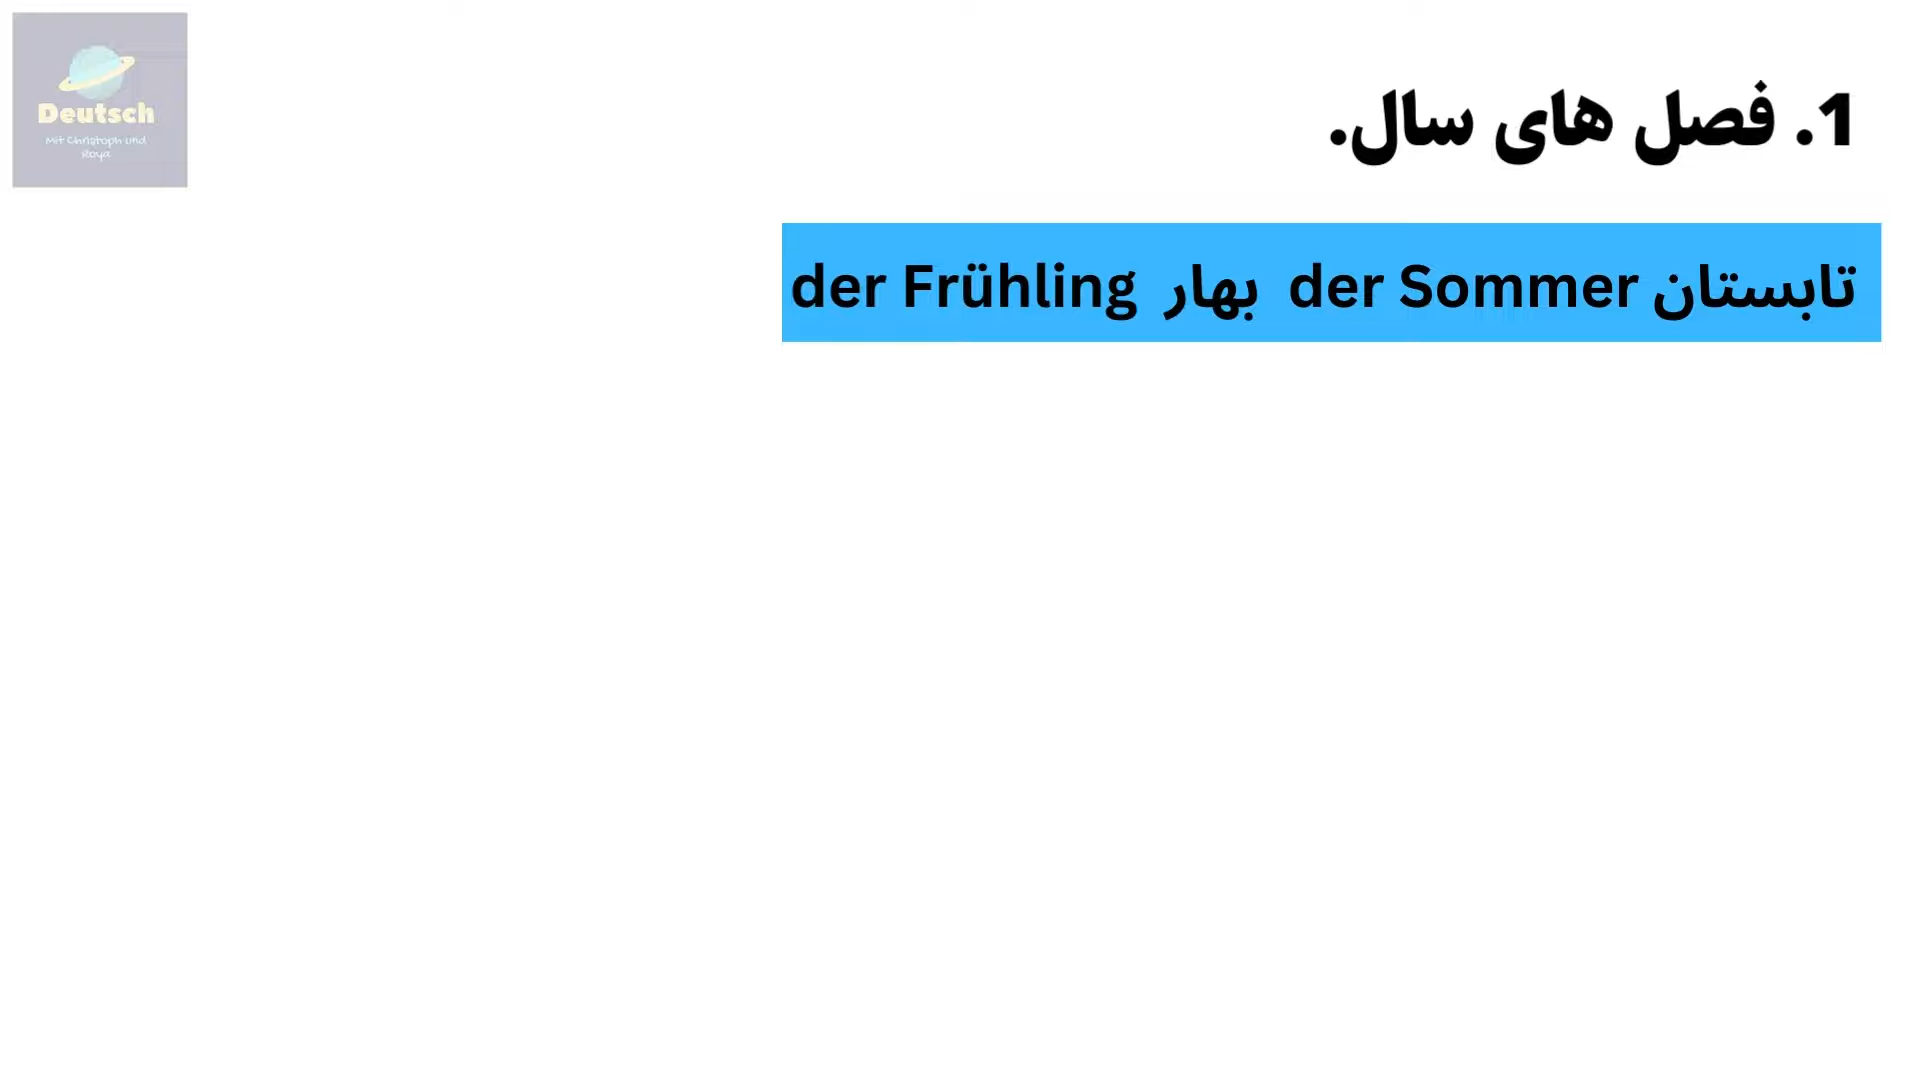 Deutsch
Mit Christoph und
Roya
1. فصل های سال.
der Frühling بهار der Sommer تابستان